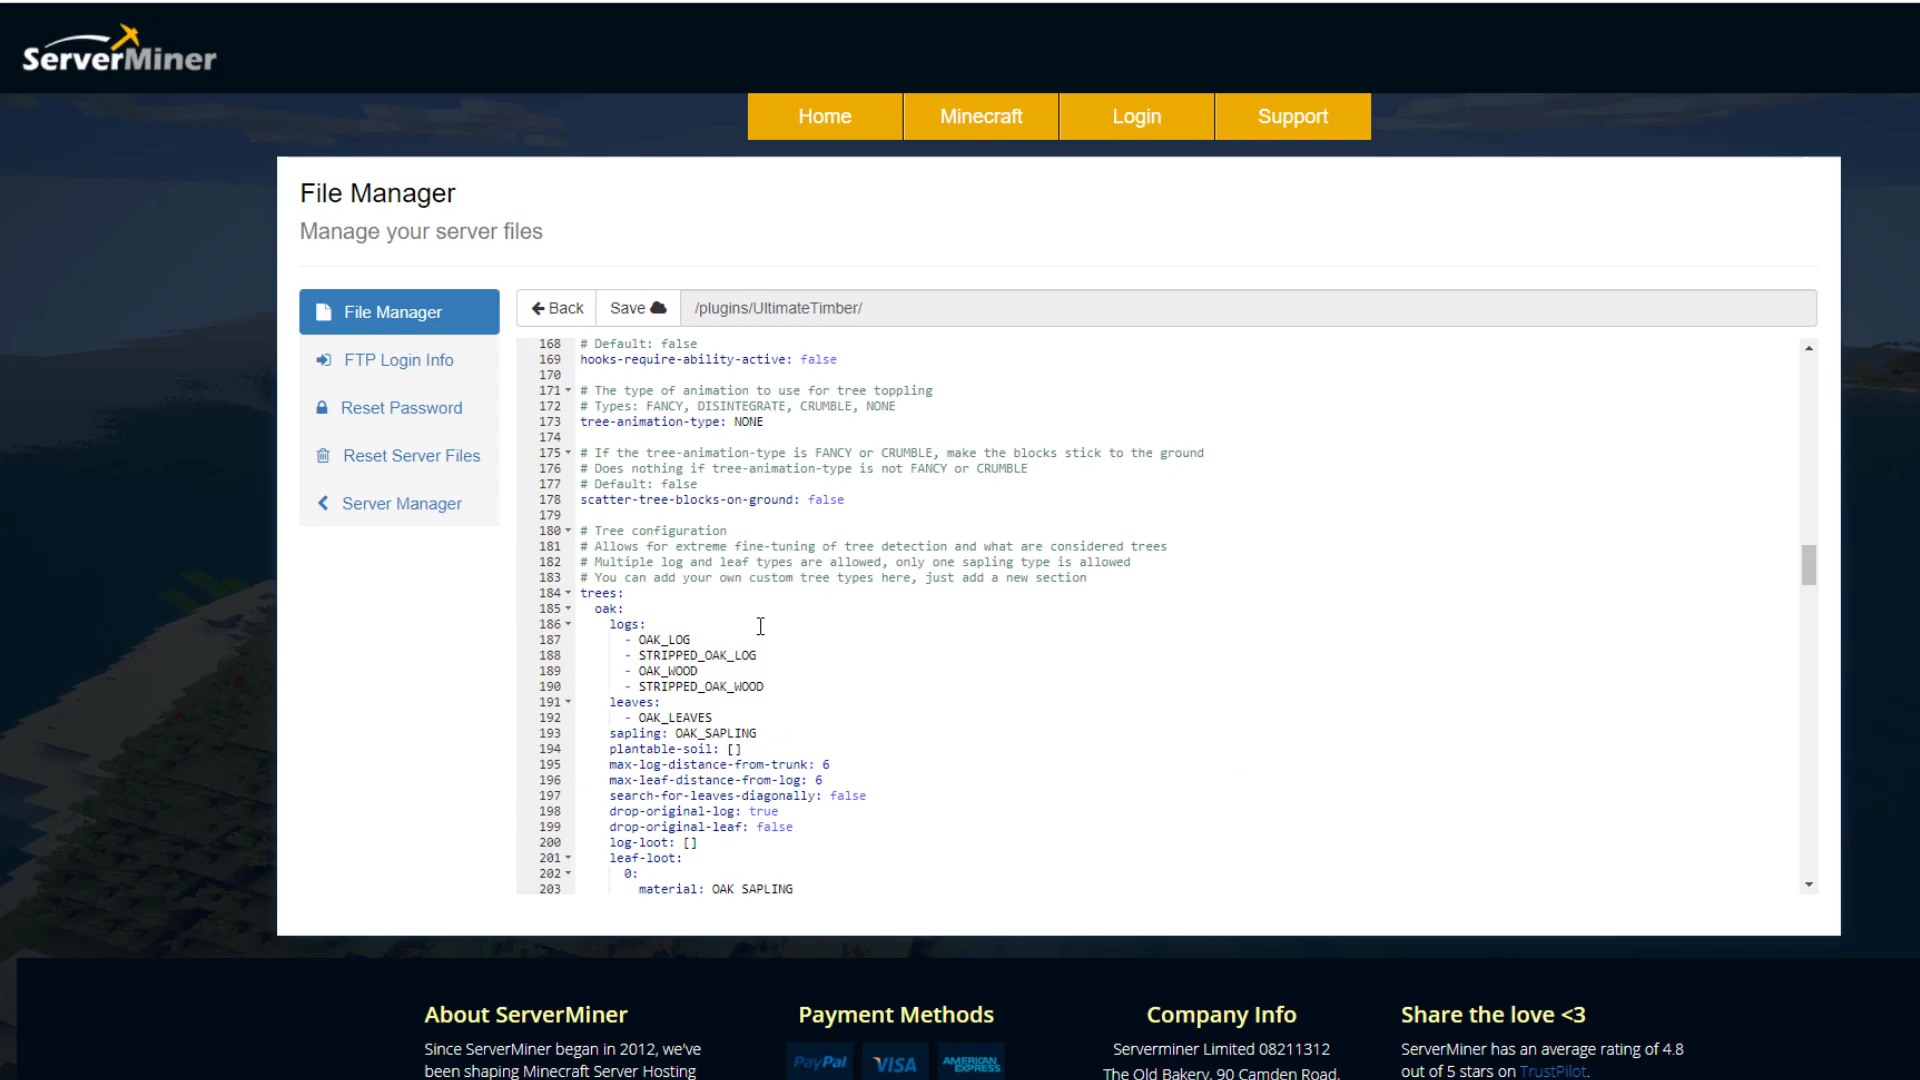 ServerMiner
Home
Minecraft
Login
Support
File Manager
Manage your server files
File Manager
FTP Login Info
Reset Password
Reset Server Files
Server Manager
Back
Save
/plugins/UltimateTimber/
168 # Default: false
169 hooks-require-ability-active: false
170
171 # The type of animation to use for tree toppling
172 # Types: FANCY, DISINTEGRATE, CRUMBLE, NONE
173 tree-animation-type: NONE
174
175 # If the tree-animation-type is FANCY or CRUMBLE, make the blocks stick to the ground
176 # Does nothing if tree-animation-type is not FANCY or CRUMBLE
177 # Default: false
178 scatter-tree-blocks-on-ground: false
179
180 # Tree configuration
181 # Allows for extreme fine-tuning of tree detection and what are considered trees
182 # Multiple log and leaf types are allowed, only one sapling type is allowed
183 # You can add your own custom tree types here, just add a new section
184 trees:
185 oak:
186 logs:
187 - OAK_LOG
188 - STRIPPED_OAK_LOG
189 - OAK_WOOD
190 - STRIPPED_OAK_WOOD
191 leaves:
192 - OAK_LEAVES
193 sapling: OAK_SAPLING
194 plantable-soil: []
195 max-log-distance-from-trunk: 6
196 max-leaf-distance-from-log: 6
197 search-for-leaves-diagonally: false
198 drop-original-log: true
199 drop-original-leaf: false
200 log-loot: []
201 leaf-loot:
202 0:
203 material: OAK SAPLING
About ServerMiner
Since ServerMiner began in 2012, we've
been shaping Minecraft Server Hosting
Payment Methods
PayPal
VISA
AMERICAN EXPRESS
Company Info
Serverminer Limited 08211312
The Old Bakery, 90 Camden Road,
Share the love <3
ServerMiner has an average rating of 4.8
out of 5 stars on TrustPilot.